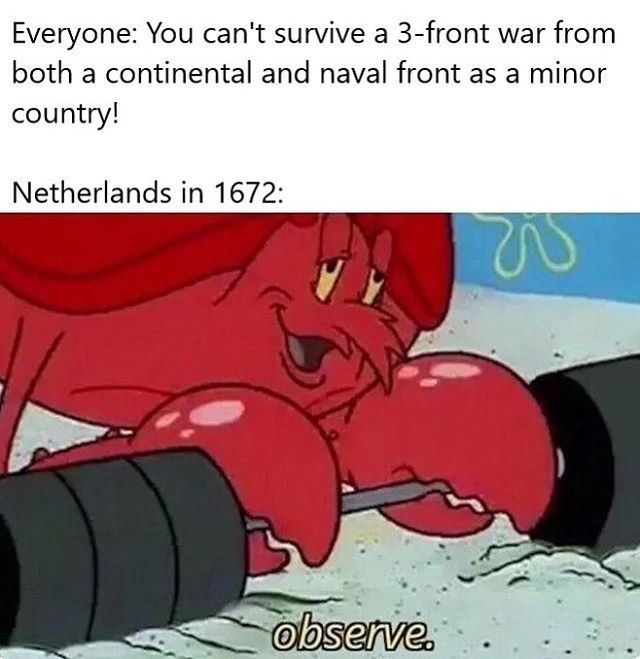 Everyone: You can't survive a 3-front war from
both a continental and naval front as a minor
country!
Netherlands in 1672:
observe.